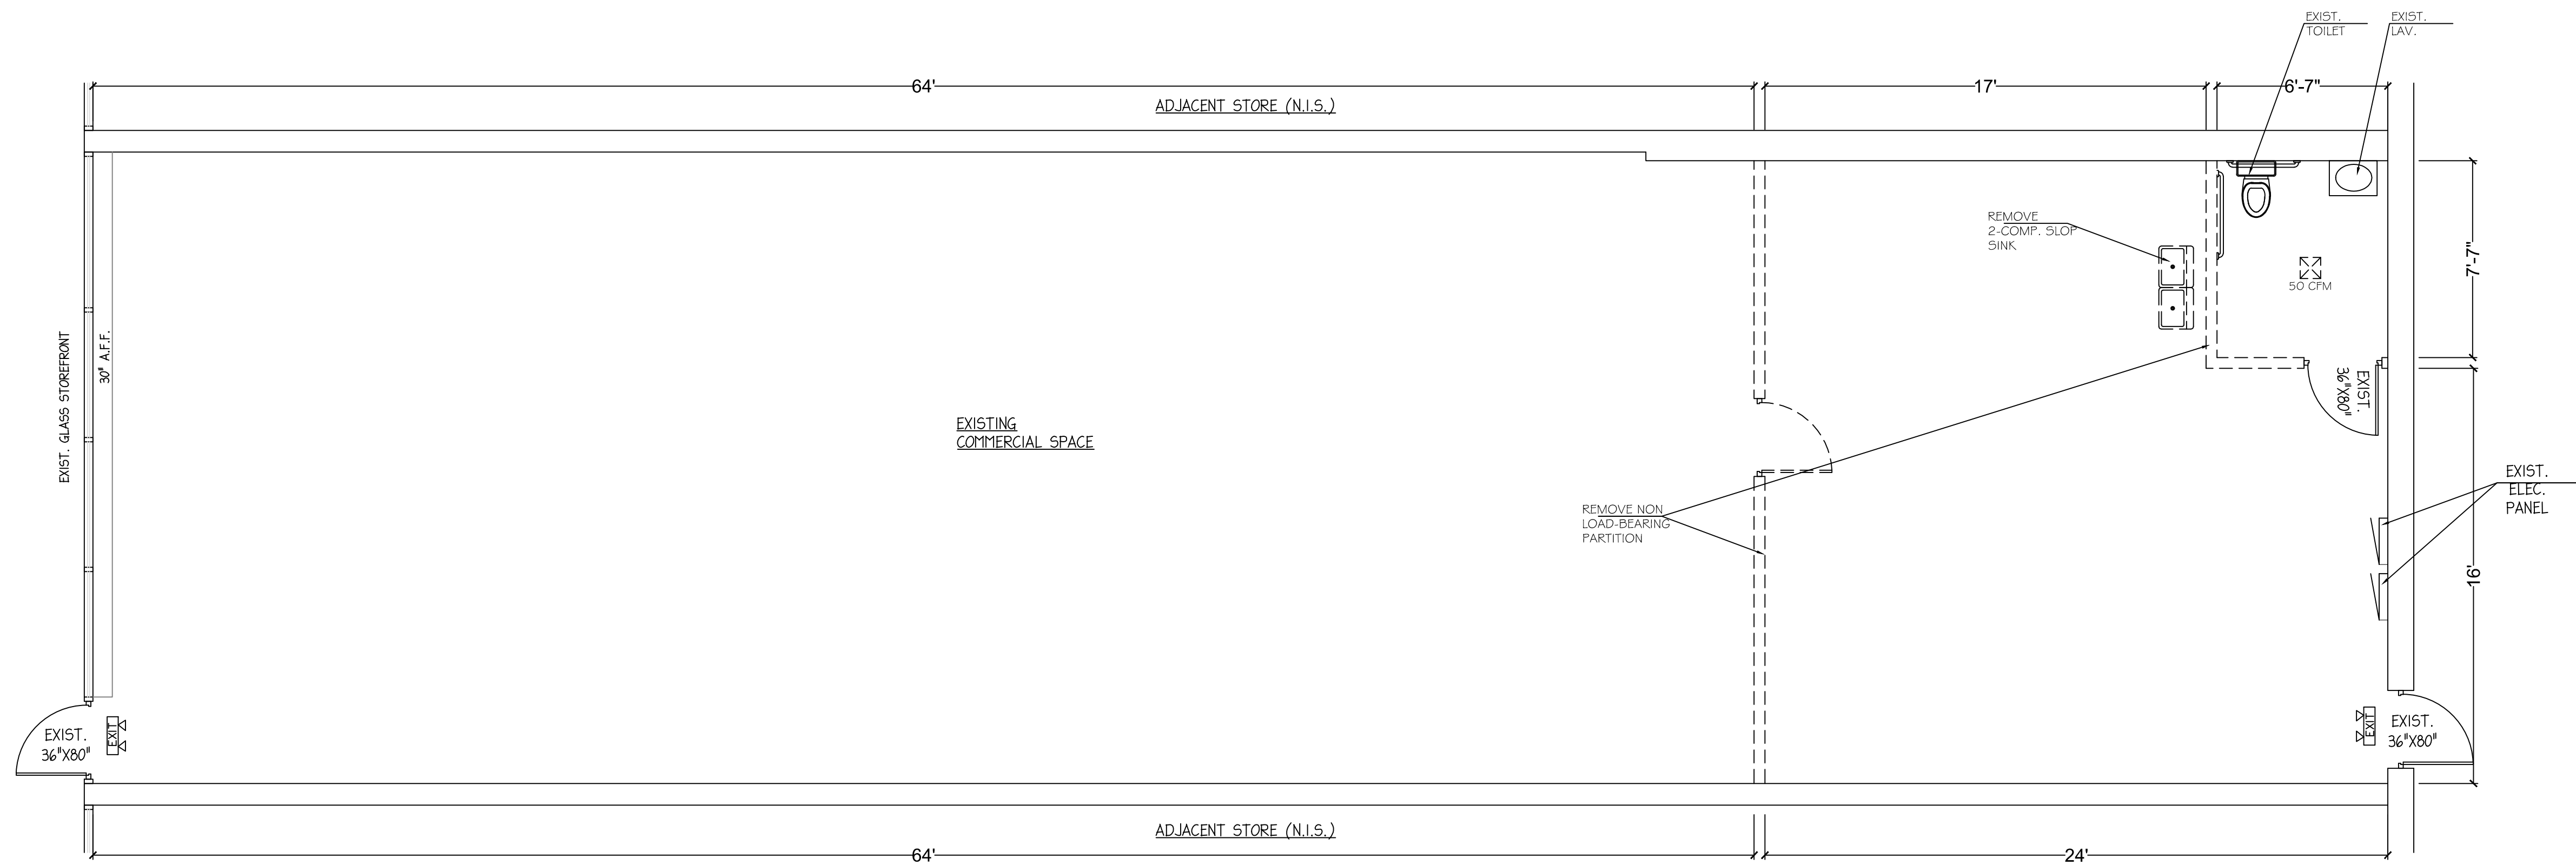 EXIST.
TOILET
EXIST.
LAV.
64'
17'
6'-7"
ADJACENT STORE (N.I.S.)
REMOVE
2-COMP. SLOP
SINK
50 CFM
7'-7"
EXIST. GLASS STOREFRONT
30" A.F.F.
EXIST.
36"X80"
EXISTING
COMMERCIAL SPACE
EXIST.
ELEC.
PANEL
REMOVE NON
LOAD-BEARING
PARTITION
16'
EXIST.
36"X80"
EXIT
EXIT
EXIST.
36"X80"
ADJACENT STORE (N.I.S.)
64'
24'